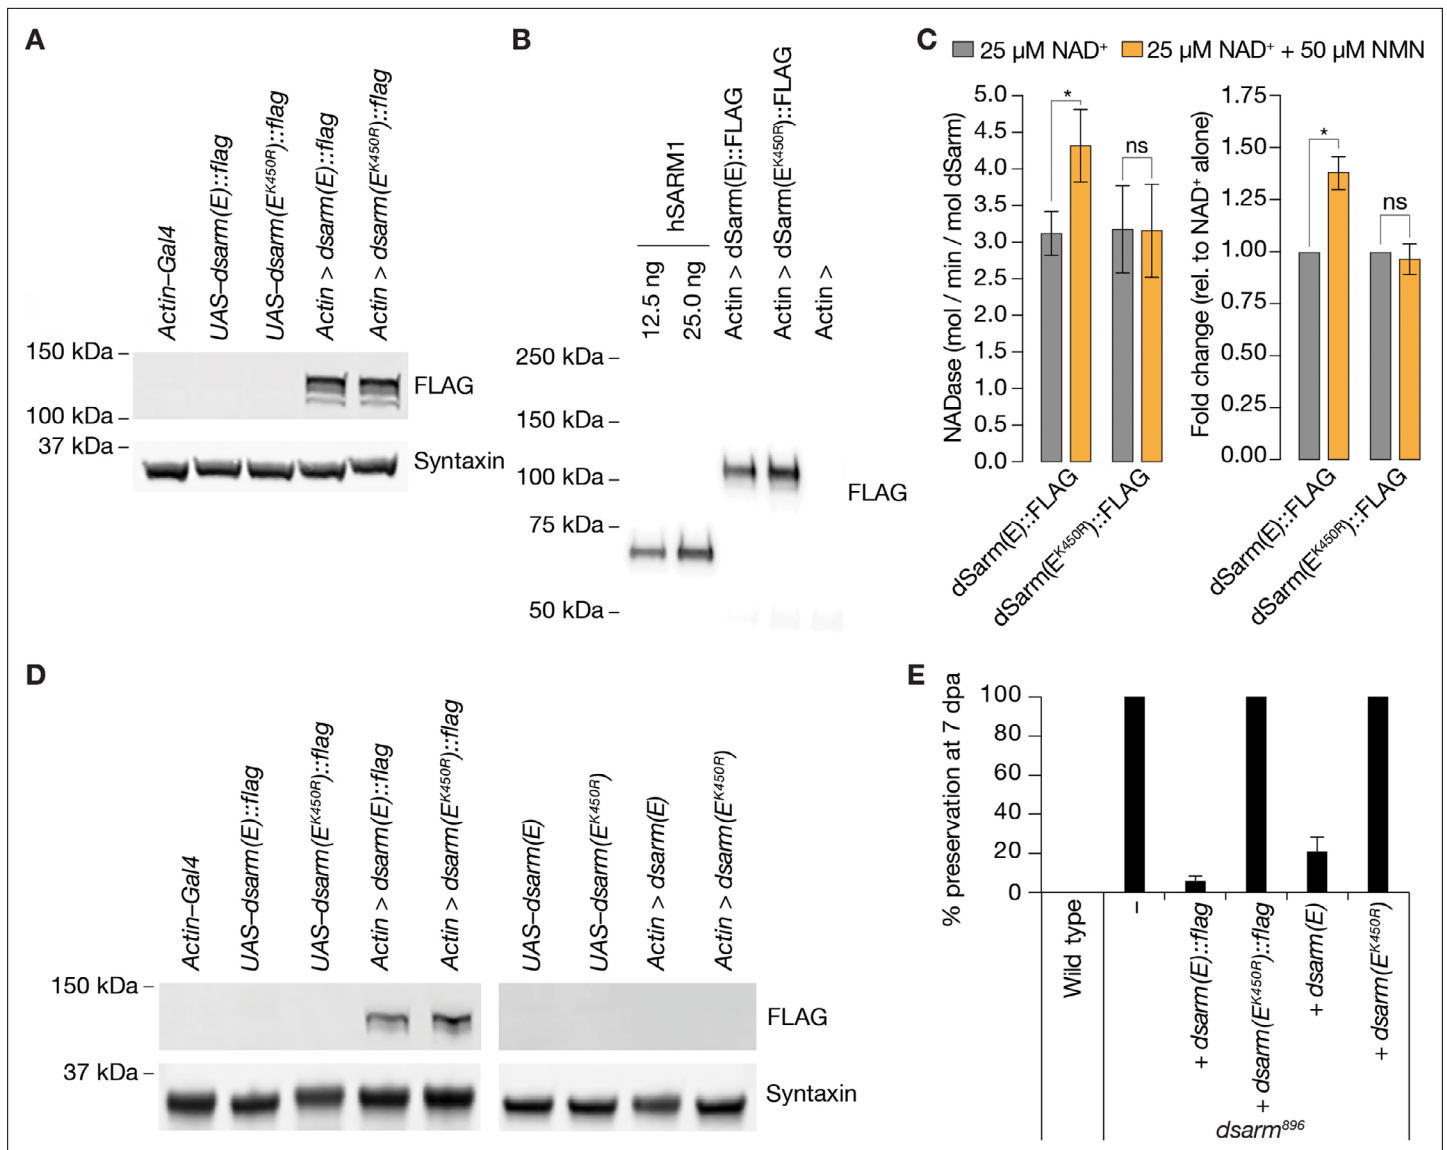 A
Actin–Gal4
UAS–dsarm(E)::flag
UAS–dsarm(E^K450R)::flag
Actin > dsarm(E)::flag
Actin > dsarm(E^K450R)::flag
150 kDa –
FLAG
100 kDa –
37 kDa –
Syntaxin
B
hSARM1
12.5 ng
25.0 ng
Actin > dSarm(E)::FLAG
Actin > dSarm(E^K450R)::FLAG
Actin >
250 kDa –
150 kDa –
100 kDa –
FLAG
75 kDa –
50 kDa –
C
25 µM NAD⁺ 25 µM NAD⁺ + 50 µM NMN
NADase (mol / min / mol dSarm)
5.0
4.5
4.0
3.5
3.0
2.5
2.0
1.5
1.0
0.5
0.0
*
ns
dSarm(E)::FLAG
dSarm(E^K450R)::FLAG
Fold change (rel. to NAD⁺ alone)
1.75
1.50
1.25
1.00
0.75
0.50
0.25
0.00
*
ns
dSarm(E)::FLAG
dSarm(E^K450R)::FLAG
D
Actin–Gal4
UAS–dsarm(E)::flag
UAS–dsarm(E^K450R)::flag
Actin > dsarm(E)::flag
Actin > dsarm(E^K450R)::flag
UAS–dsarm(E)
UAS–dsarm(E^K450R)
Actin > dsarm(E)
Actin > dsarm(E^K450R)
150 kDa –
FLAG
37 kDa –
Syntaxin
E
% preservation at 7 dpa
100
80
60
40
20
0
Wild type
–
+ dsarm(E)::flag
+ dsarm(E^K450R)::flag
+ dsarm(E)
+ dsarm(E^K450R)
dsarm⁸⁹⁶